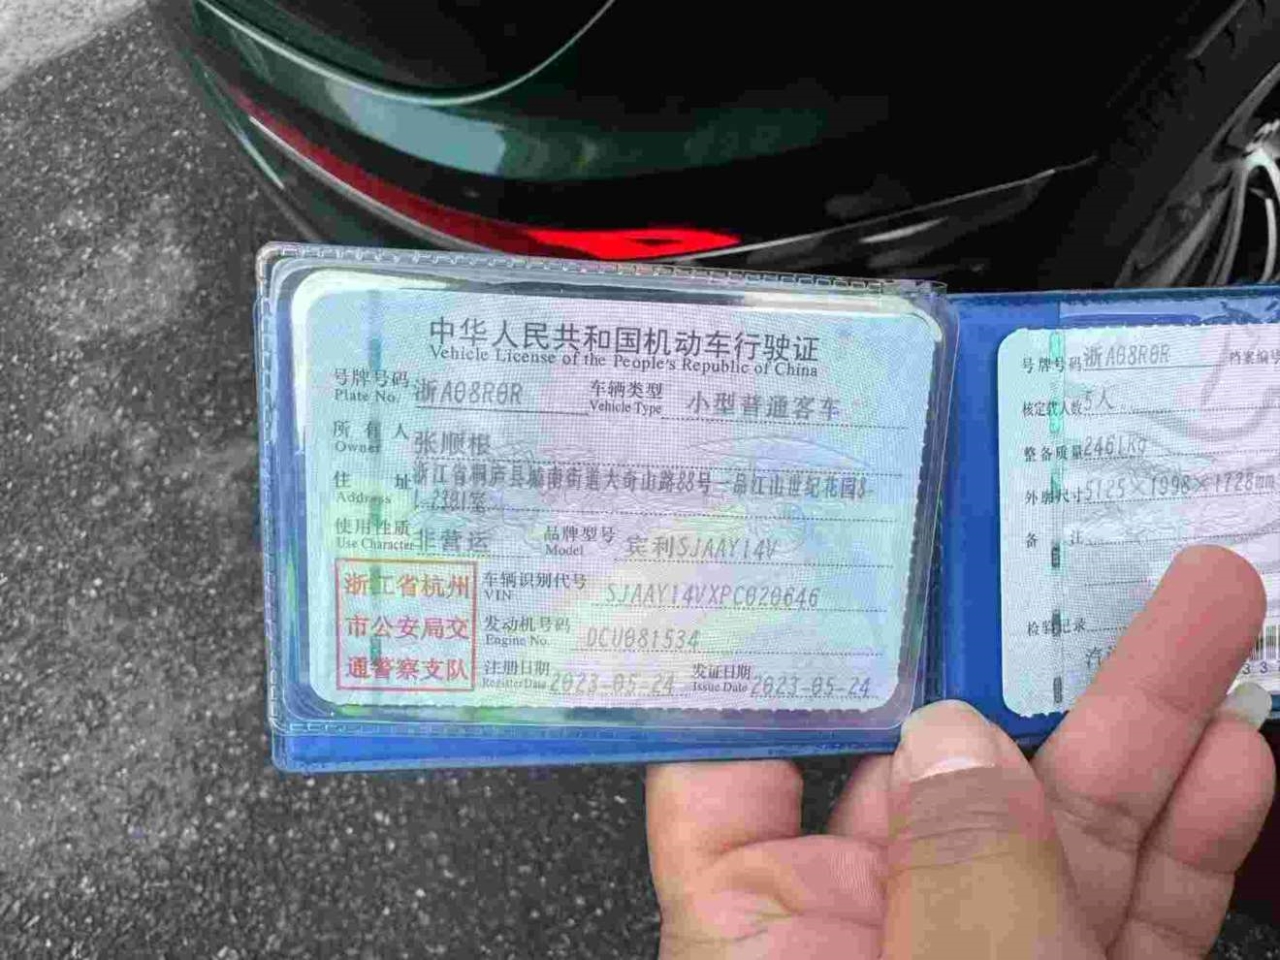 中华人民共和国机动车行驶证
Vehicle License of the People's Republic of China
号牌号码 浙A08R0R 车辆类型 小型普通客车
Plate No. Vehicle Type
所有人 张顺根
Owner
住址 浙江省桐庐县城南街道大奇山路88号一品江山世纪花园8-
Address 1-2301室
使用性质 非营运 品牌型号 宾利SJAAY14V
Use Character Model
浙江省杭州
市公安局交
通警察支队
车辆识别代号 SJAAY14VXPC020646
VIN
发动机号码 DCU081534
Engine No.
注册日期 2023-05-24 发证日期 2023-05-24
Register Date Issue Date
号牌号码 浙A08R0R 档案编号
核定载人数 5人
整备质量 2461kg
外廓尺寸 5125×1998×1728mm
备注
检验记录